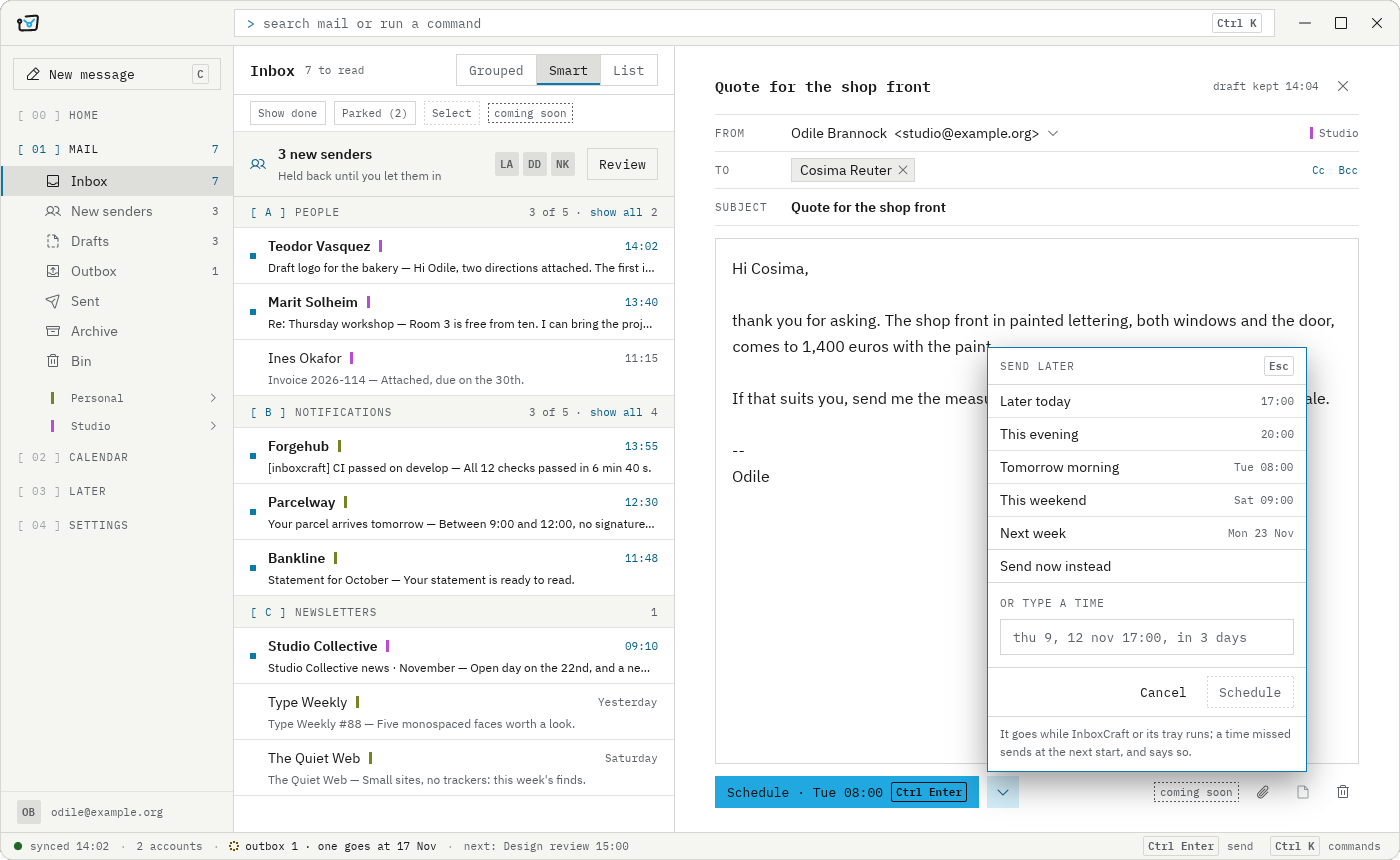 > search mail or run a command Ctrl K
New message C
[ 00 ] HOME
[ 01 ] MAIL 7
Inbox 7
New senders 3
Drafts 3
Outbox 1
Sent
Archive
Bin
Personal
Studio
[ 02 ] CALENDAR
[ 03 ] LATER
[ 04 ] SETTINGS
OB odile@example.org
Inbox 7 to read Grouped Smart List
Show done Parked (2) Select coming soon
3 new senders
Held back until you let them in
LA DD NK Review
[ A ] PEOPLE 3 of 5 · show all 2
Teodor Vasquez 14:02
Draft logo for the bakery — Hi Odile, two directions attached. The first i…
Marit Solheim 13:40
Re: Thursday workshop — Room 3 is free from ten. I can bring the proj…
Ines Okafor 11:15
Invoice 2026-114 — Attached, due on the 30th.
[ B ] NOTIFICATIONS 3 of 5 · show all 4
Forgehub 13:55
[inboxcraft] CI passed on develop — All 12 checks passed in 6 min 40 s.
Parcelway 12:30
Your parcel arrives tomorrow — Between 9:00 and 12:00, no signature…
Bankline 11:48
Statement for October — Your statement is ready to read.
[ C ] NEWSLETTERS 1
Studio Collective 09:10
Studio Collective news · November — Open day on the 22nd, and a ne…
Type Weekly Yesterday
Type Weekly #88 — Five monospaced faces worth a look.
The Quiet Web Saturday
The Quiet Web — Small sites, no trackers: this week's finds.
Quote for the shop front draft kept 14:04
FROM Odile Brannock <studio@example.org> Studio
TO Cosima Reuter Cc Bcc
SUBJECT Quote for the shop front
Hi Cosima,
thank you for asking. The shop front in painted lettering, both windows and the door,
comes to 1,400 euros with the paint
If that suits you, send me the measu ale.
--
Odile
SEND LATER Esc
Later today 17:00
This evening 20:00
Tomorrow morning Tue 08:00
This weekend Sat 09:00
Next week Mon 23 Nov
Send now instead
OR TYPE A TIME
thu 9, 12 nov 17:00, in 3 days
Cancel Schedule
It goes while InboxCraft or its tray runs; a time missed
sends at the next start, and says so.
Schedule · Tue 08:00 Ctrl Enter coming soon
synced 14:02 · 2 accounts · outbox 1 · one goes at 17 Nov · next: Design review 15:00 Ctrl Enter send Ctrl K commands